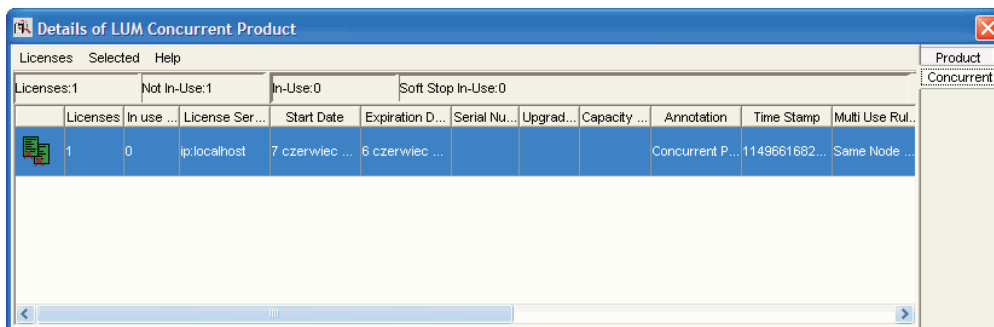 Details of LUM Concurrent Product
Licenses Selected Help
Product
Concurrent
Licenses:1 Not In-Use:1 In-Use:0 Soft Stop In-Use:0
Licenses In use ... License Ser... Start Date Expiration D... Serial Nu... Upgrad... Capacity ... Annotation Time Stamp Multi Use Rul..
1 0 ip:localhost 7 czerwiec ... 6 czerwiec ... Concurrent P... 1149661682... Same Node ...